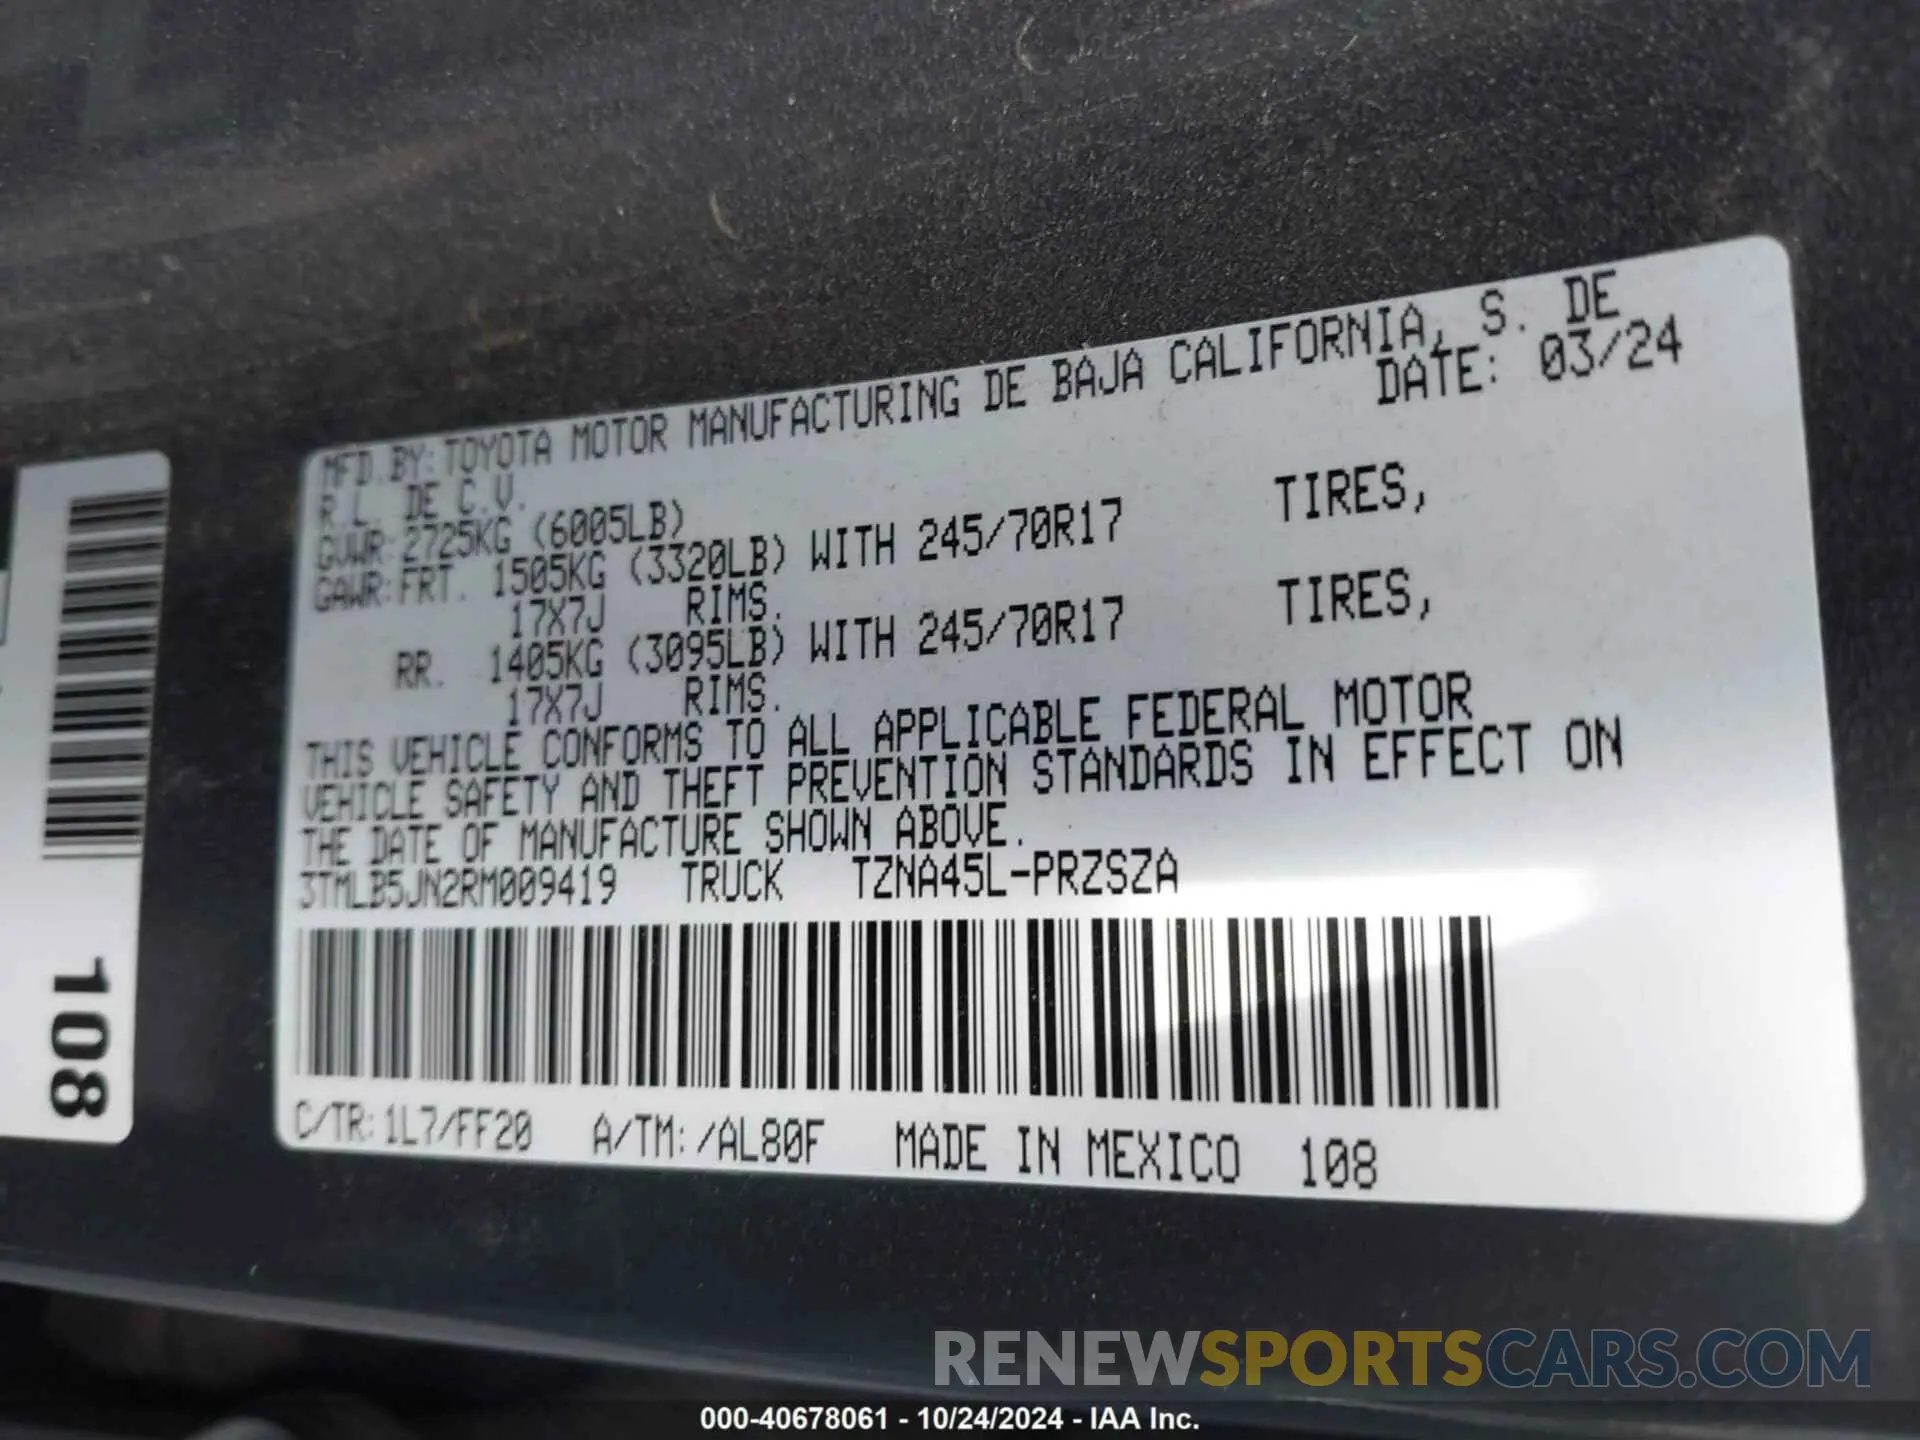 MFD.BY:TOYOTA MOTOR MANUFACTURING DE BAJA CALIFORNIA, S. DE
R.L. DE C.V. DATE: 03/24
GVWR:2725KG (6005LB)
GAWR:FRT. 1505KG (3320LB) WITH 245/70R17 TIRES,
17X7J RIMS.
RR. 1405KG (3095LB) WITH 245/70R17 TIRES,
17X7J RIMS.
THIS VEHICLE CONFORMS TO ALL APPLICABLE FEDERAL MOTOR
VEHICLE SAFETY AND THEFT PREVENTION STANDARDS IN EFFECT ON
THE DATE OF MANUFACTURE SHOWN ABOVE.
3TMLB5JN2RM009419 TRUCK TZNA45L-PRZSZA
C/TR:1L7/FF20 A/TM:/AL80F MADE IN MEXICO 108
108
RENEWSPORTSCARS.COM
000-40678061 - 10/24/2024 - IAA Inc.